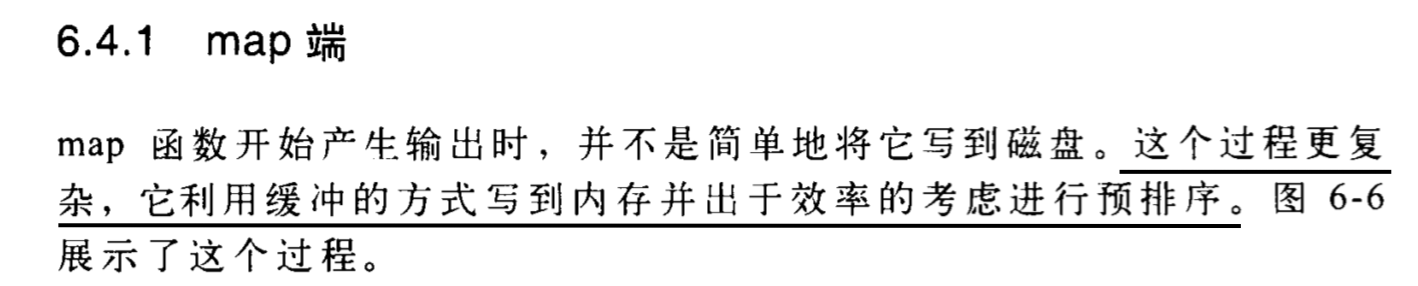 6.4.1 map 端
map 函数开始产生输出时，并不是简单地将它写到磁盘。这个过程更复
杂，它利用缓冲的方式写到内存并出于效率的考虑进行预排序。图 6-6
展示了这个过程。